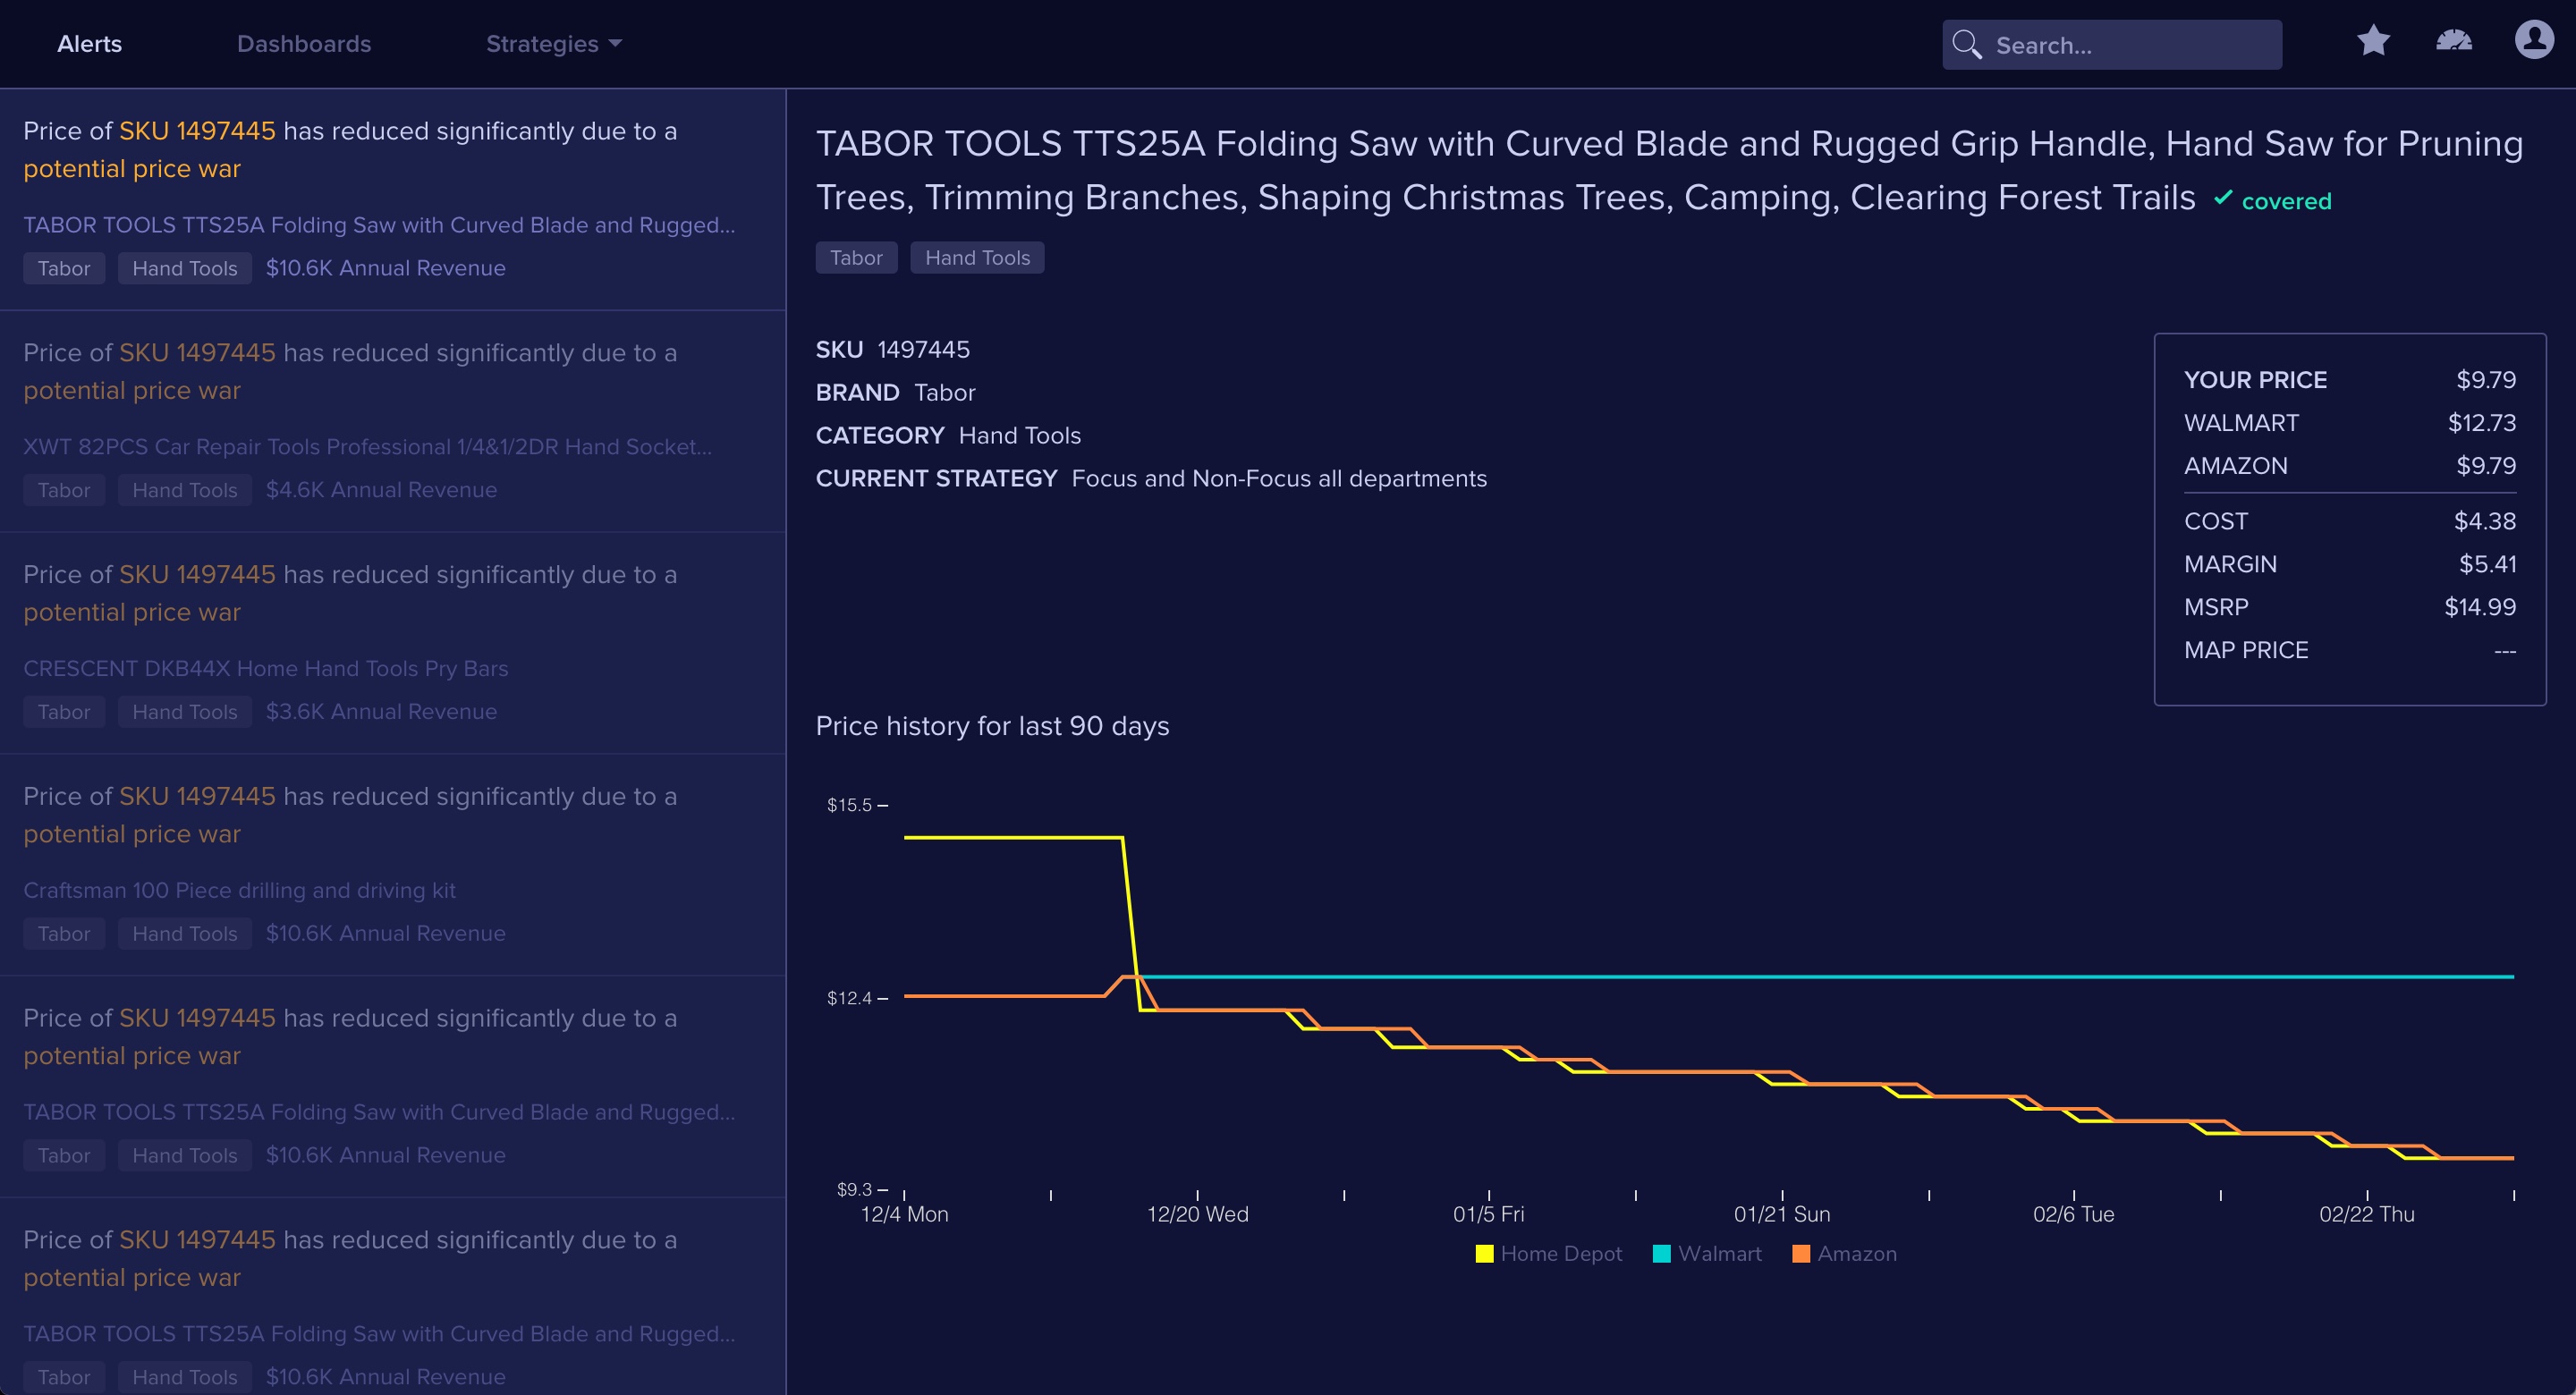 Alerts
Dashboards
Strategies
Search...
Price of SKU 1497445 has reduced significantly due to a
potential price war
TABOR TOOLS TTS25A Folding Saw with Curved Blade and Rugged...
Tabor Hand Tools $10.6K Annual Revenue
Price of SKU 1497445 has reduced significantly due to a
potential price war
XWT 82PCS Car Repair Tools Professional 1/4&1/2DR Hand Socket...
Tabor Hand Tools $4.6K Annual Revenue
Price of SKU 1497445 has reduced significantly due to a
potential price war
CRESCENT DKB44X Home Hand Tools Pry Bars
Tabor Hand Tools $3.6K Annual Revenue
Price of SKU 1497445 has reduced significantly due to a
potential price war
Craftsman 100 Piece drilling and driving kit
Tabor Hand Tools $10.6K Annual Revenue
Price of SKU 1497445 has reduced significantly due to a
potential price war
TABOR TOOLS TTS25A Folding Saw with Curved Blade and Rugged...
Tabor Hand Tools $10.6K Annual Revenue
Price of SKU 1497445 has reduced significantly due to a
potential price war
TABOR TOOLS TTS25A Folding Saw with Curved Blade and Rugged...
Tabor Hand Tools $10.6K Annual Revenue
TABOR TOOLS TTS25A Folding Saw with Curved Blade and Rugged Grip Handle, Hand Saw for Pruning
Trees, Trimming Branches, Shaping Christmas Trees, Camping, Clearing Forest Trails ✓ covered
Tabor Hand Tools
SKU 1497445
BRAND Tabor
CATEGORY Hand Tools
CURRENT STRATEGY Focus and Non-Focus all departments
YOUR PRICE $9.79
WALMART $12.73
AMAZON $9.79
COST $4.38
MARGIN $5.41
MSRP $14.99
MAP PRICE ---
Price history for last 90 days
$15.5
$12.4
$9.3
12/4 Mon 12/20 Wed 01/5 Fri 01/21 Sun 02/6 Tue 02/22 Thu
Home Depot Walmart Amazon